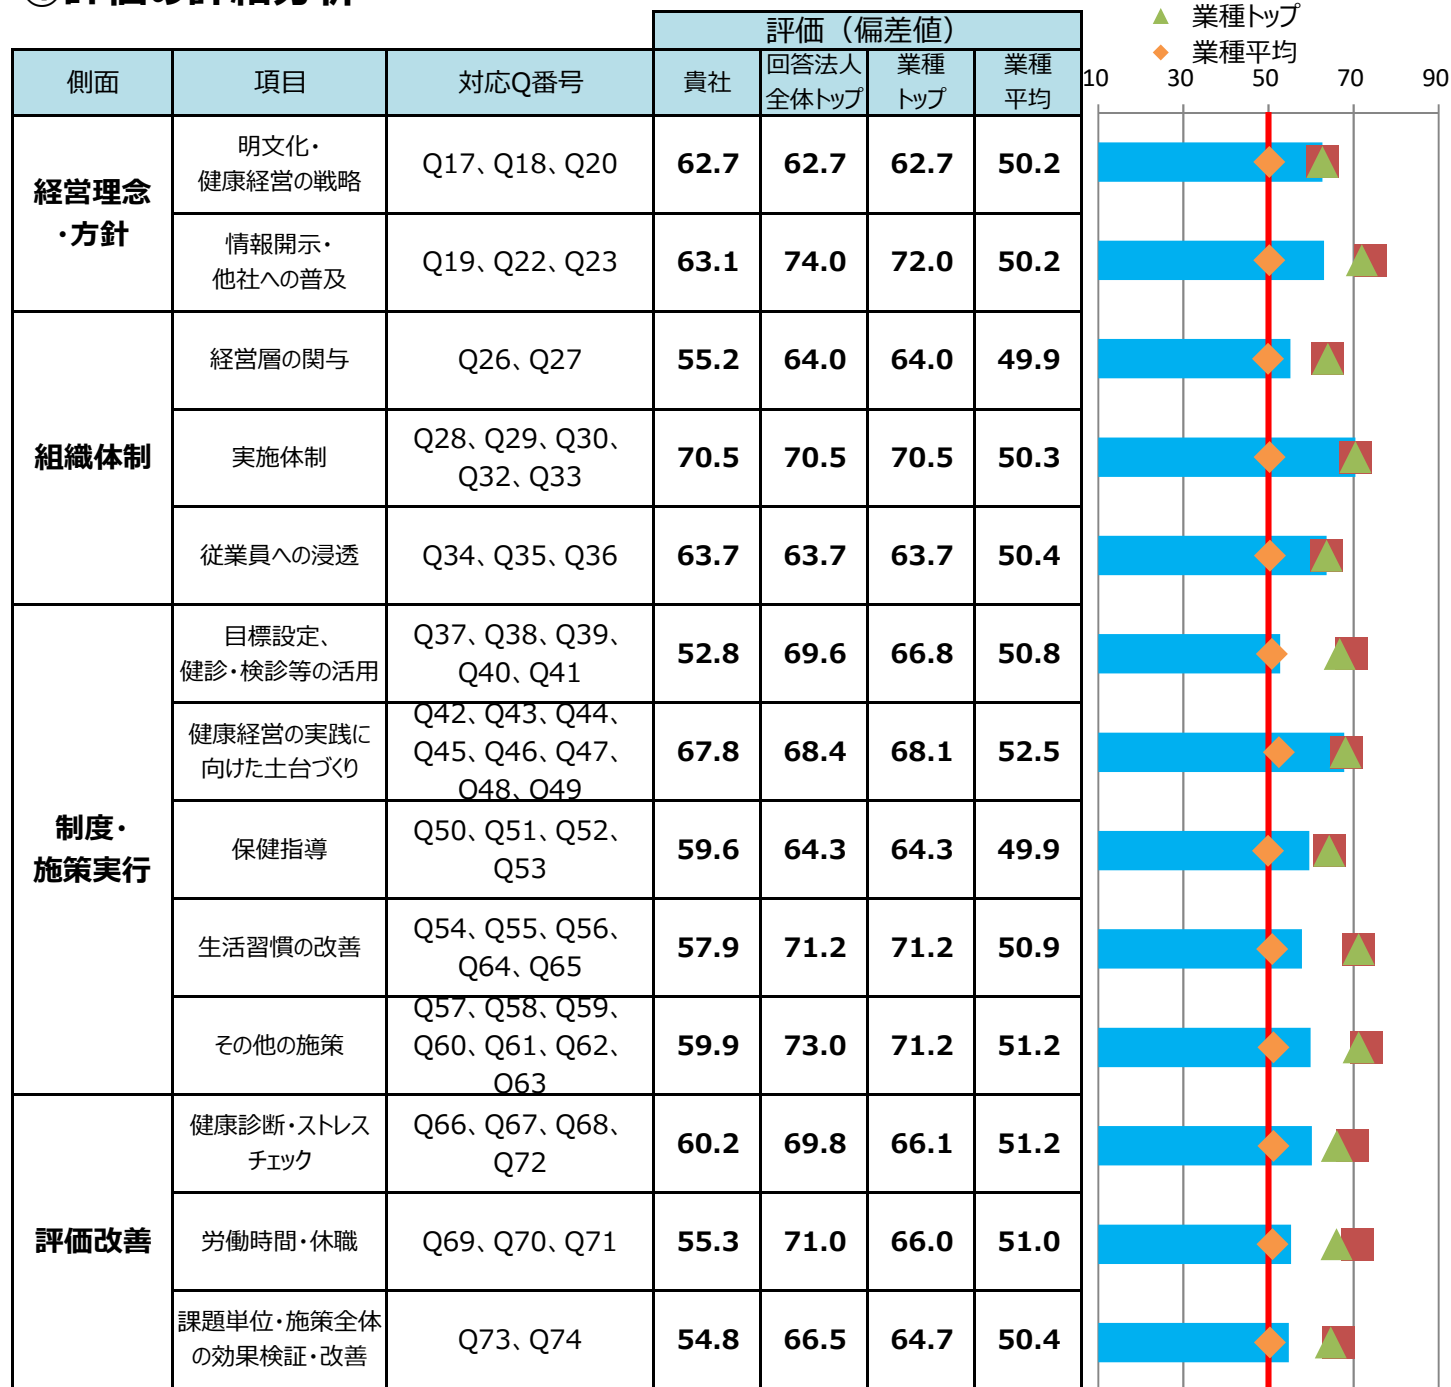 ①評価の詳細分析
▲ 業種トップ
◆ 業種平均
評価（偏差値）
側面 項目 対応Q番号 貴社 回答法人 業種 業種
全体トップ トップ 平均
10 30 50 70 90
経営理念
・方針
明文化・
健康経営の戦略
Q17、Q18、Q20 62.7 62.7 62.7 50.2
情報開示・
他社への普及
Q19、Q22、Q23 63.1 74.0 72.0 50.2
組織体制
経営層の関与 Q26、Q27 55.2 64.0 64.0 49.9
実施体制
Q28、Q29、Q30、
Q32、Q33
70.5 70.5 70.5 50.3
従業員への浸透 Q34、Q35、Q36 63.7 63.7 63.7 50.4
制度・
施策実行
目標設定、
健診・検診等の活用
Q37、Q38、Q39、
Q40、Q41
52.8 69.6 66.8 50.8
健康経営の実践に
向けた土台づくり
Q42、Q43、Q44、
Q45、Q46、Q47、
Q48、Q49
67.8 68.4 68.1 52.5
保健指導
Q50、Q51、Q52、
Q53
59.6 64.3 64.3 49.9
生活習慣の改善
Q54、Q55、Q56、
Q64、Q65
57.9 71.2 71.2 50.9
その他の施策
Q57、Q58、Q59、
Q60、Q61、Q62、
Q63
59.9 73.0 71.2 51.2
評価改善
健康診断・ストレス
チェック
Q66、Q67、Q68、
Q72
60.2 69.8 66.1 51.2
労働時間・休職 Q69、Q70、Q71 55.3 71.0 66.0 51.0
課題単位・施策全体
の効果検証・改善
Q73、Q74 54.8 66.5 64.7 50.4